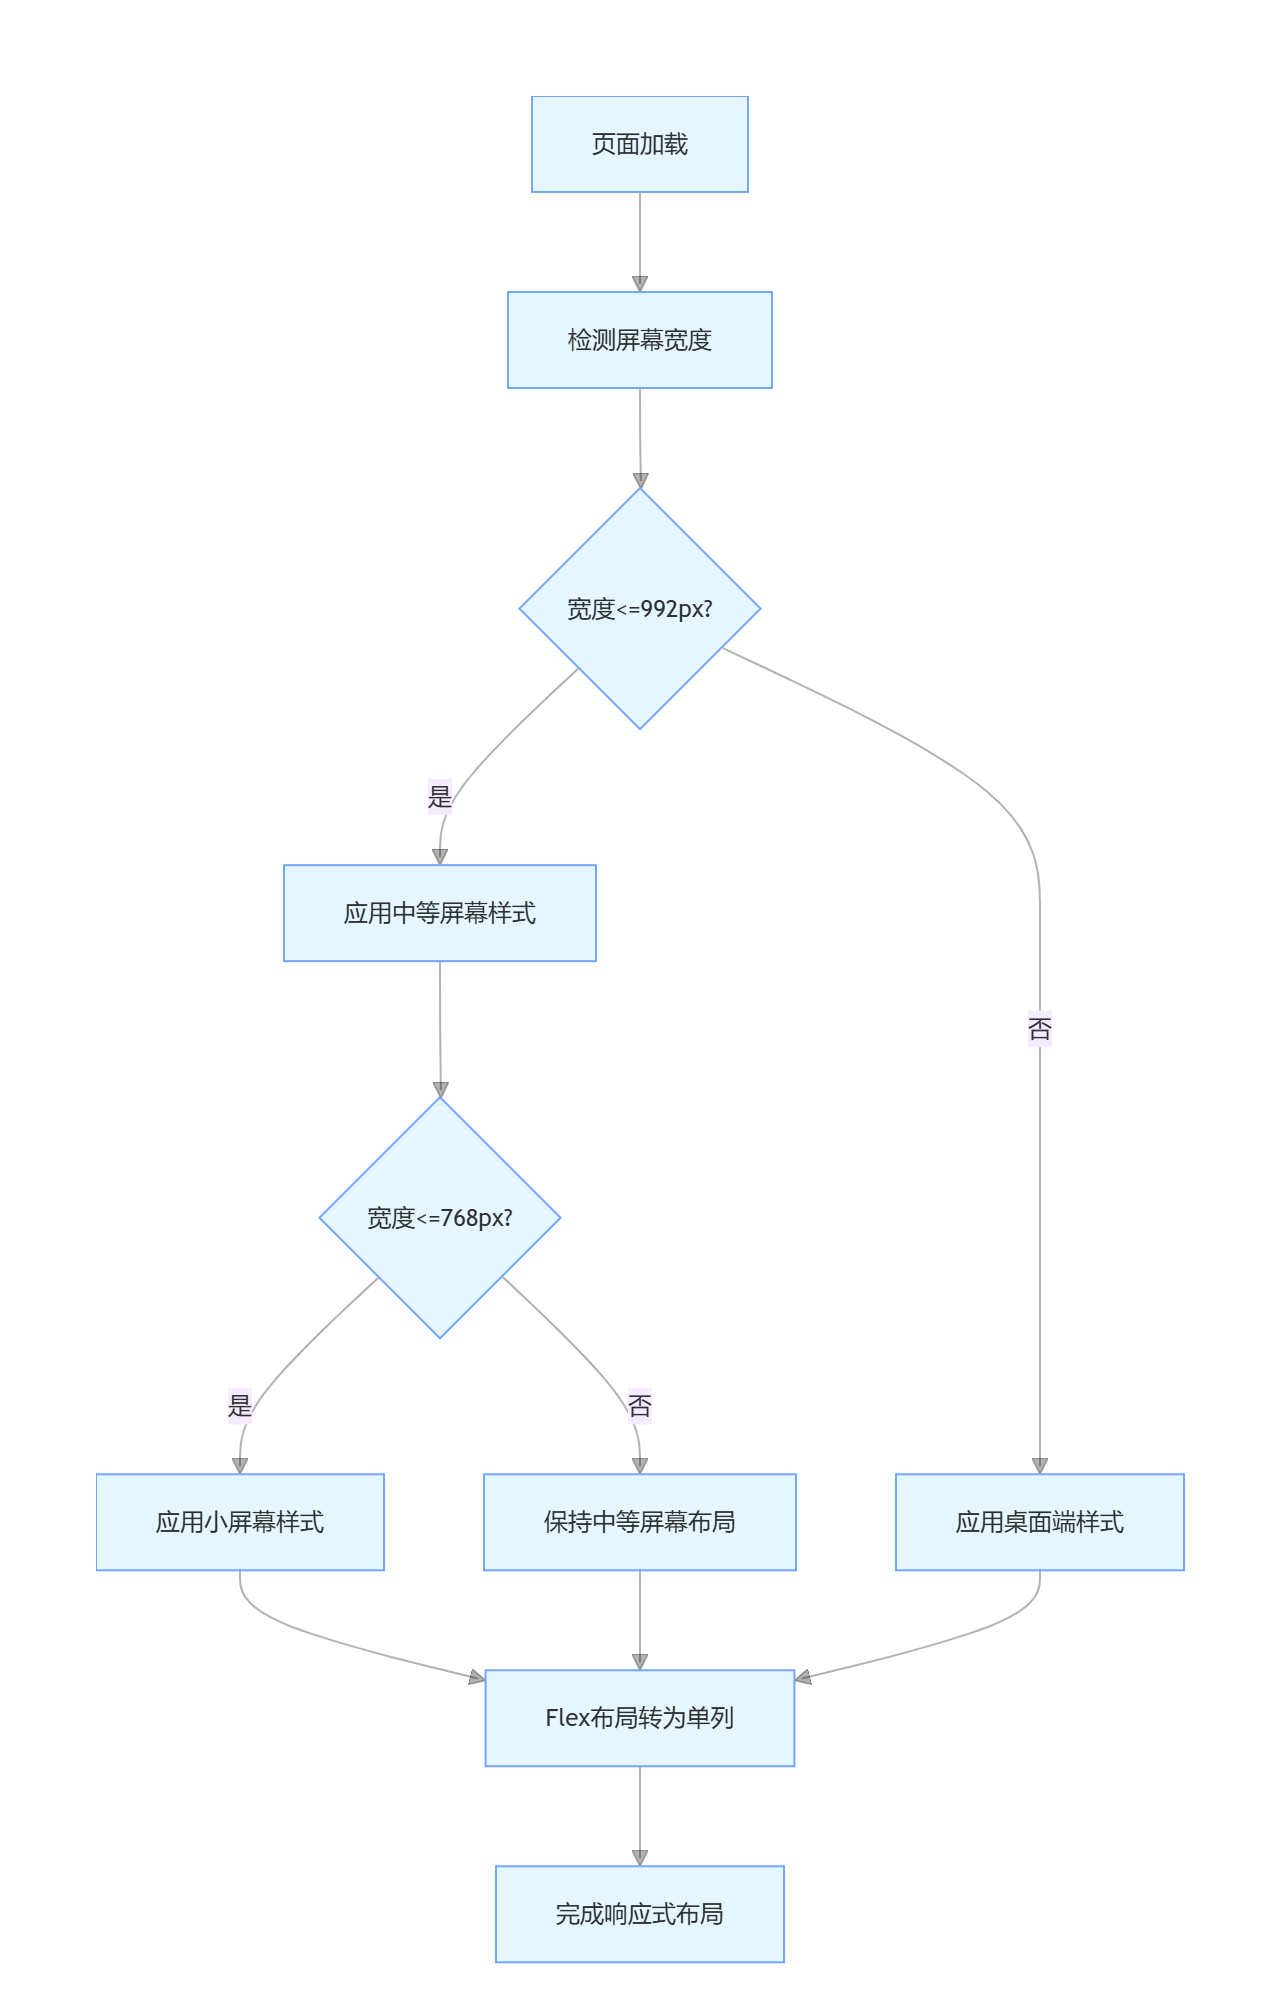 页面加载
检测屏幕宽度
宽度<=992px?
是
应用中等屏幕样式
否
宽度<=768px?
是
否
应用小屏幕样式
保持中等屏幕布局
应用桌面端样式
Flex布局转为单列
完成响应式布局